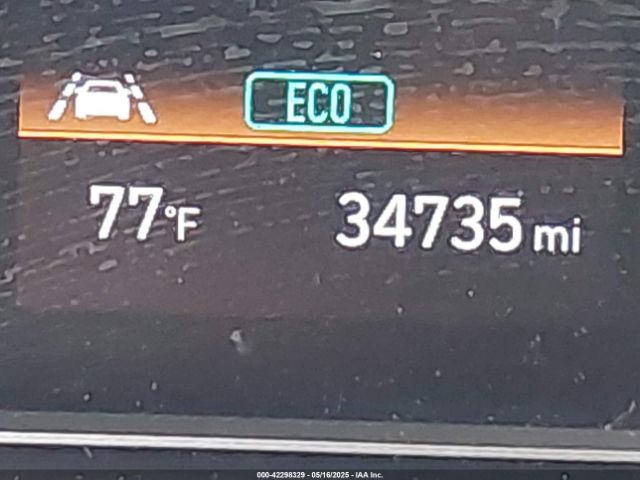 ECO
77°F 34735 mi
000-42298329 - 05/16/2025 - IAA Inc.